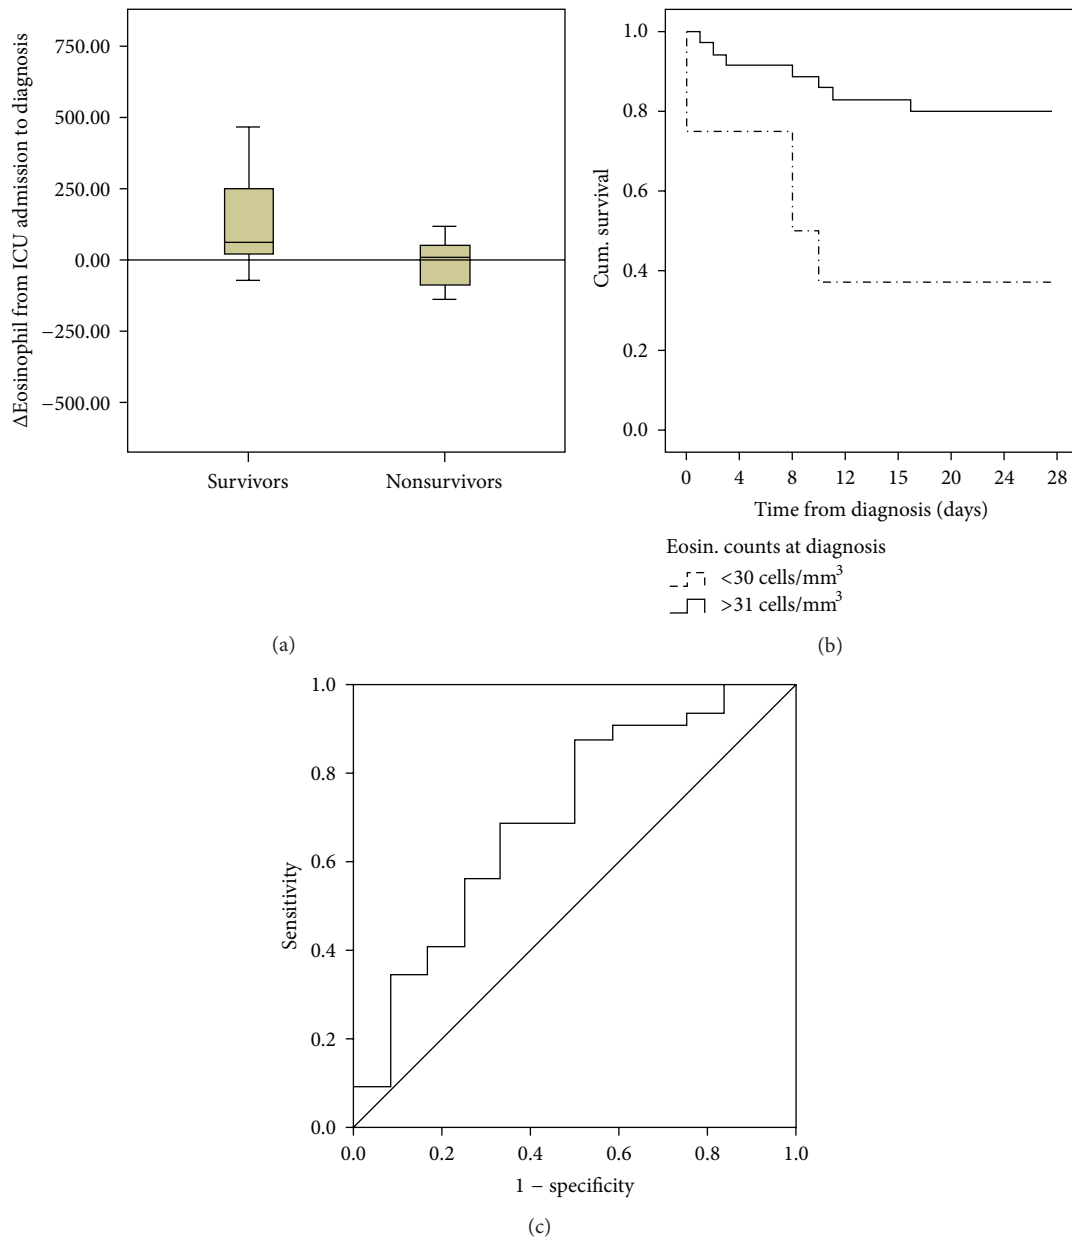 ΔEosinophil from ICU admission to diagnosis
750.00
500.00
250.00
0.00
−250.00
−500.00
Survivors
Nonsurvivors
(a)
Cum. survival
1.0
0.8
0.6
0.4
0.2
0.0
0 4 8 12 16 20 24 28
Time from diagnosis (days)
Eosin. counts at diagnosis
<30 cells/mm³
>31 cells/mm³
(b)
Sensitivity
1.0
0.8
0.6
0.4
0.2
0.0
0.0 0.2 0.4 0.6 0.8 1.0
1 − specificity
(c)